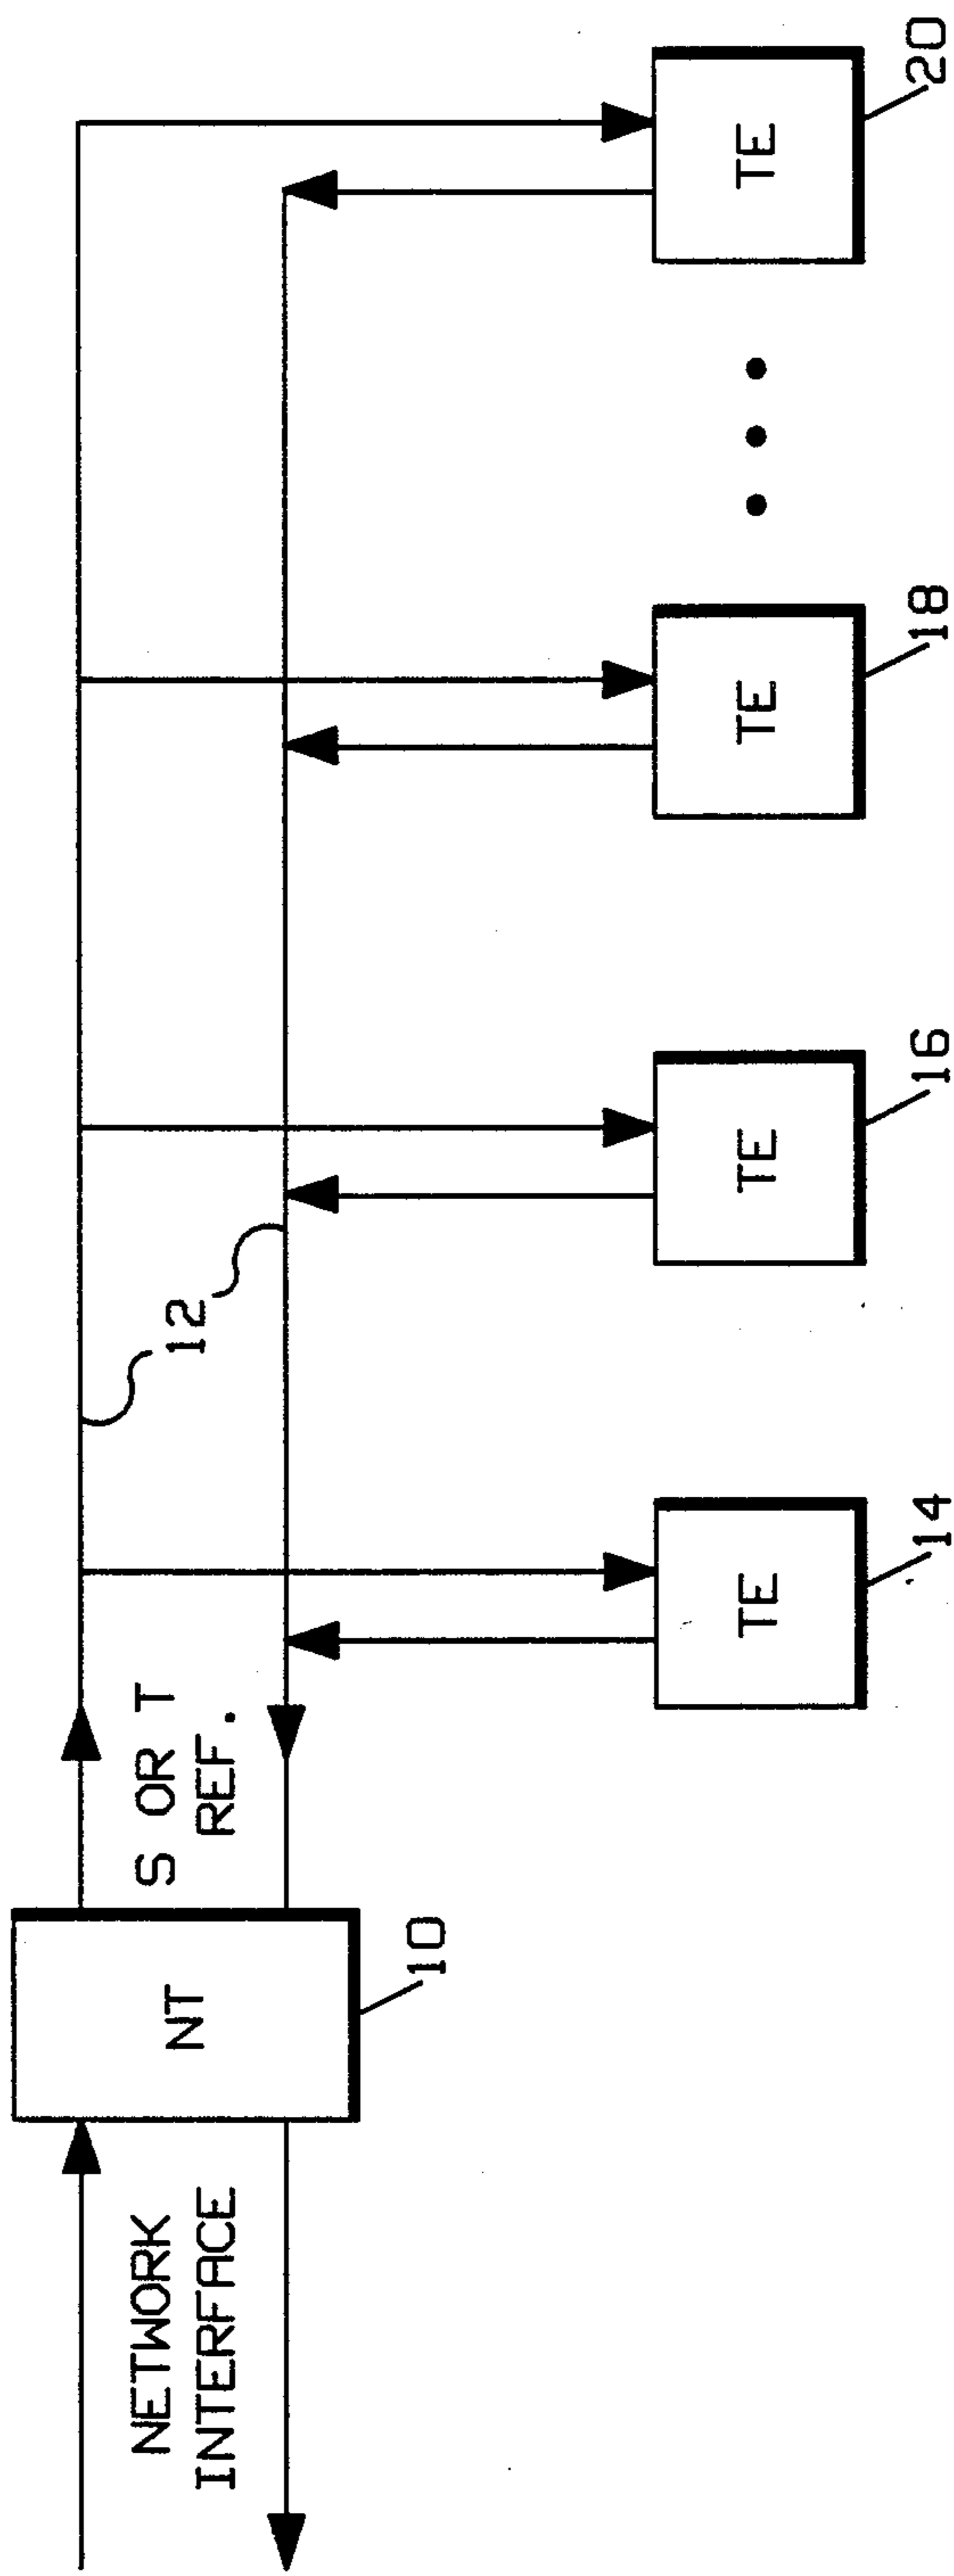 NETWORK
INTERFACE
NT
10
S OR T
REF.
12
TE
14
TE
16
TE
18
TE
20